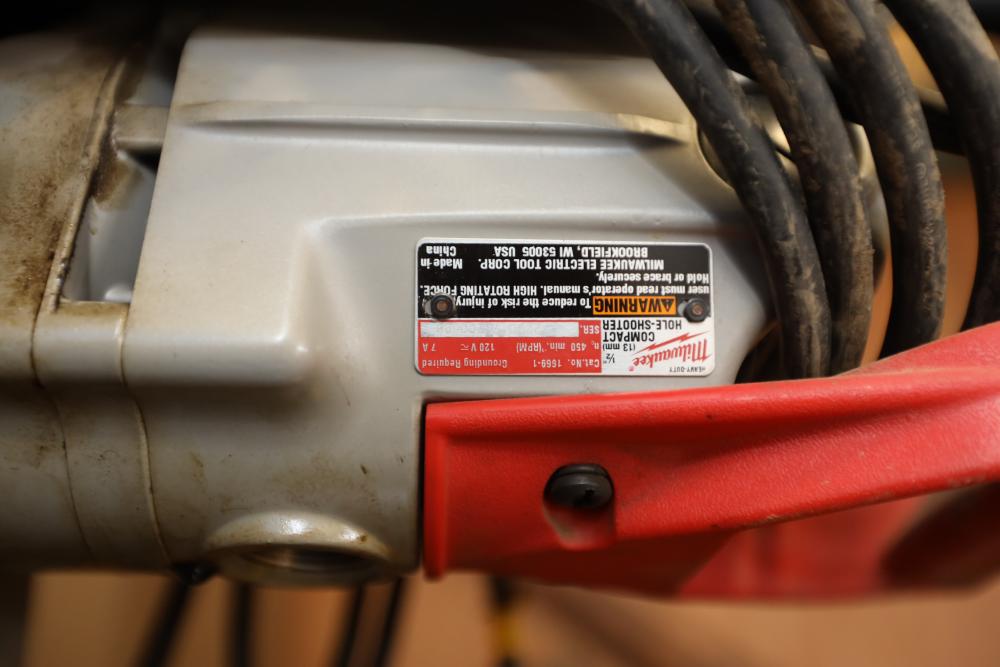 HEAVY-DUTY
Milwaukee®
1/2" (13 mm)
COMPACT
HOLE-SHOOTER
Cat.No. 1669-1 Grounding Required
n₀ 450 min.⁻¹(RPM) 120 V 7 A
SER.
WARNING To reduce the risk of injury,
user must read operator's manual. HIGH ROTATING FORCE.
Hold or brace securely.
MILWAUKEE ELECTRIC TOOL CORP. Made in
BROOKFIELD, WI 53005 USA China